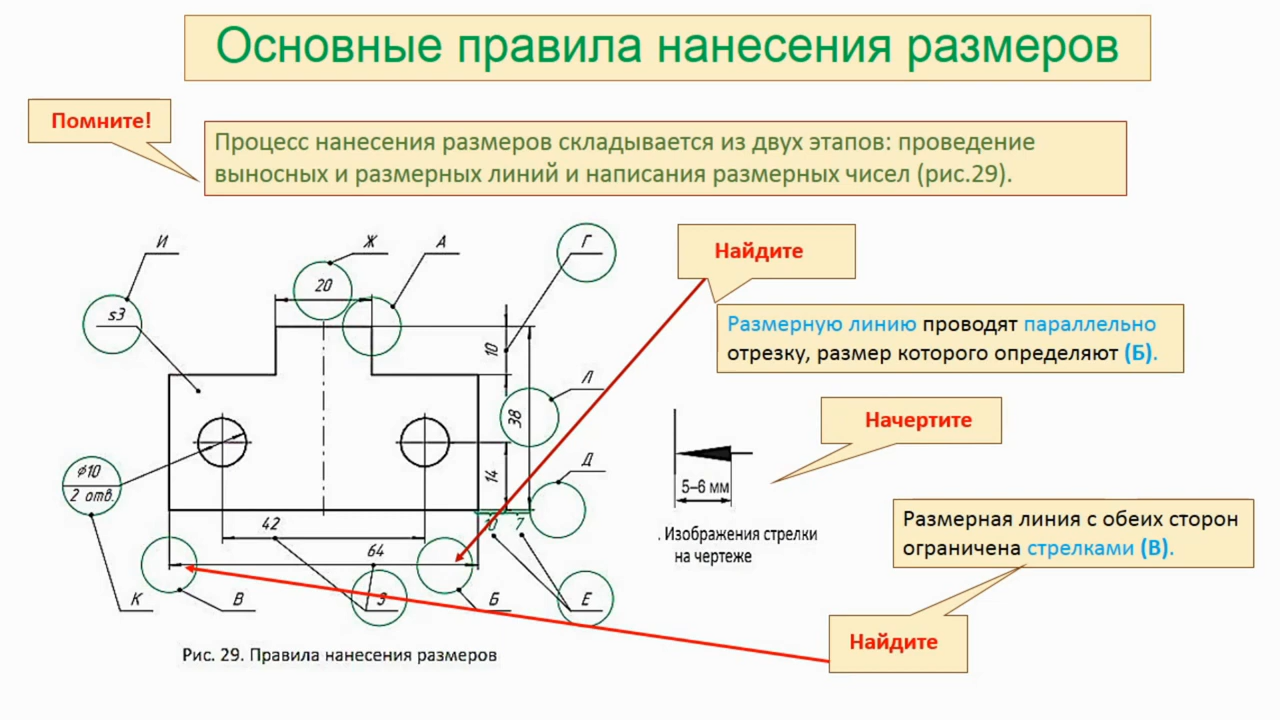 Основные правила нанесения размеров
Помните!
Процесс нанесения размеров складывается из двух этапов: проведение
выносных и размерных линий и написания размерных чисел (рис.29).
И
Ж
А
Г
Найдите
20
s3
Размерную линию проводят параллельно
отрезку, размер которого определяют (Б).
10
Л
38
Начертите
Д
⌀10
2 отв.
14
5–6 мм
42
10
7
Размерная линия с обеих сторон
ограничена стрелками (В).
. Изображения стрелки
на чертеже
64
К
В
З
Б
Е
Найдите
Рис. 29. Правила нанесения размеров